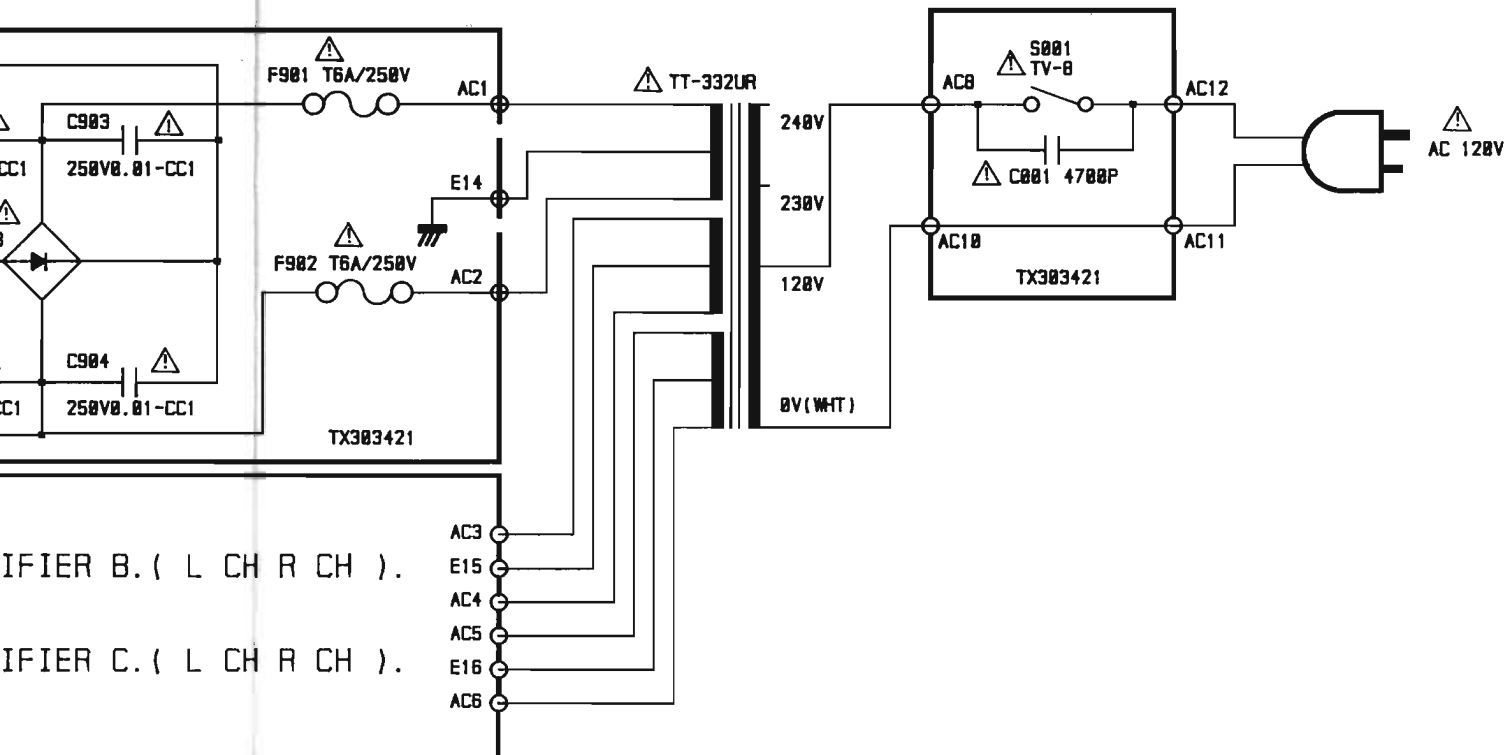 F901 T6A/250V
AC1
TT-332UR
S001
TV-8
AC8
AC12
C903
250V0.01-CC1
CC1
240V
AC 120V
C001 4700P
E14
230V
F902 T6A/250V
AC2
AC10
AC11
120V
TX303421
C904
250V0.01-CC1
CC1
0V(WHT)
TX303421
AC3
IFIER B.( L CH R CH ).
E15
AC4
AC5
IFIER C.( L CH R CH ).
E16
AC6